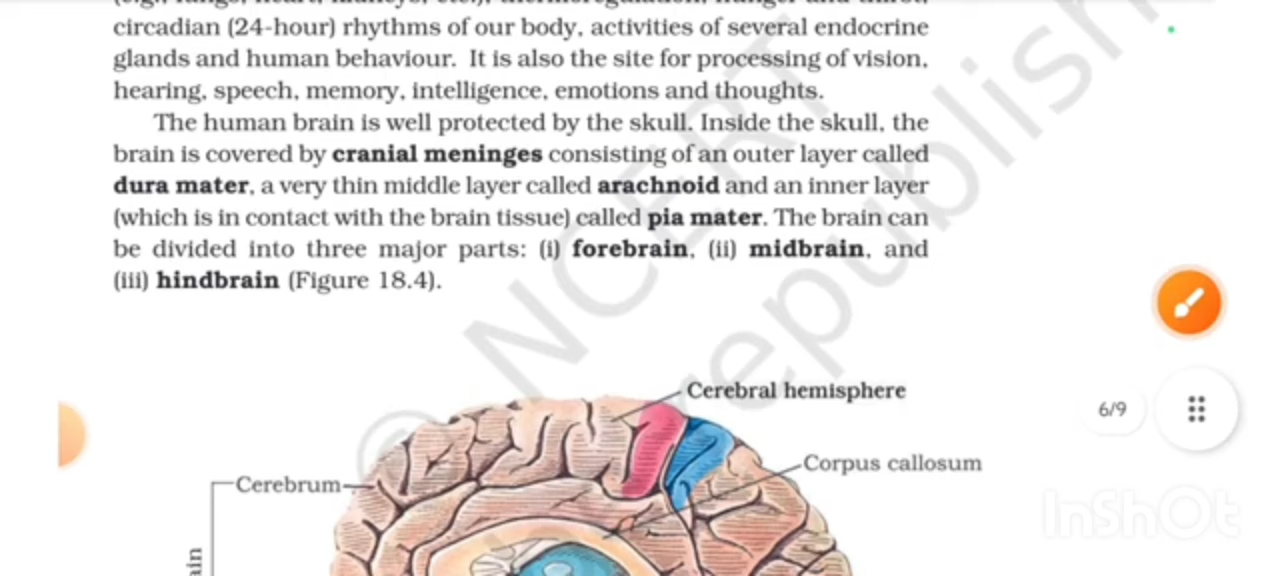 circadian (24-hour) rhythms of our body, activities of several endocrine
glands and human behaviour. It is also the site for processing of vision,
hearing, speech, memory, intelligence, emotions and thoughts.
The human brain is well protected by the skull. Inside the skull, the
brain is covered by cranial meninges consisting of an outer layer called
dura mater, a very thin middle layer called arachnoid and an inner layer
(which is in contact with the brain tissue) called pia mater. The brain can
be divided into three major parts: (i) forebrain, (ii) midbrain, and
(iii) hindbrain (Figure 18.4).
© NCERT
republish
Cerebral hemisphere
6/9
Corpus callosum
Cerebrum
InShOt